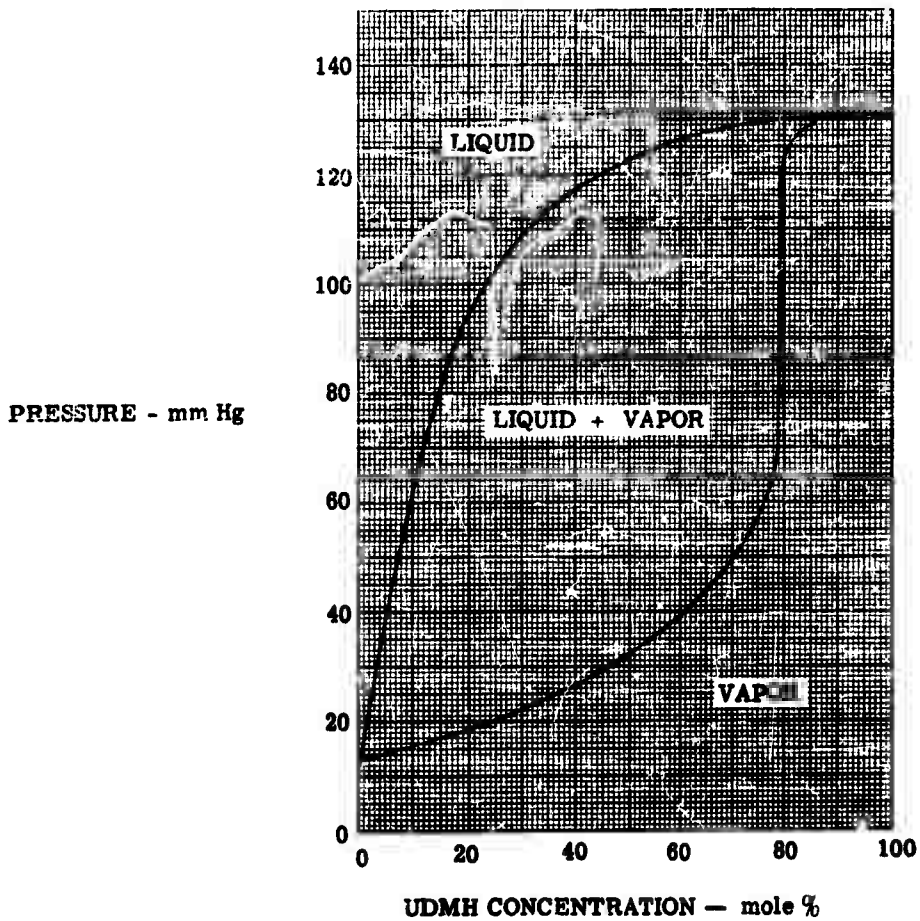 140
LIQUID
120
100
80
PRESSURE - mm Hg
LIQUID + VAPOR
60
40
VAPOR
20
0
0 20 40 60 80 100
UDMH CONCENTRATION — mole %